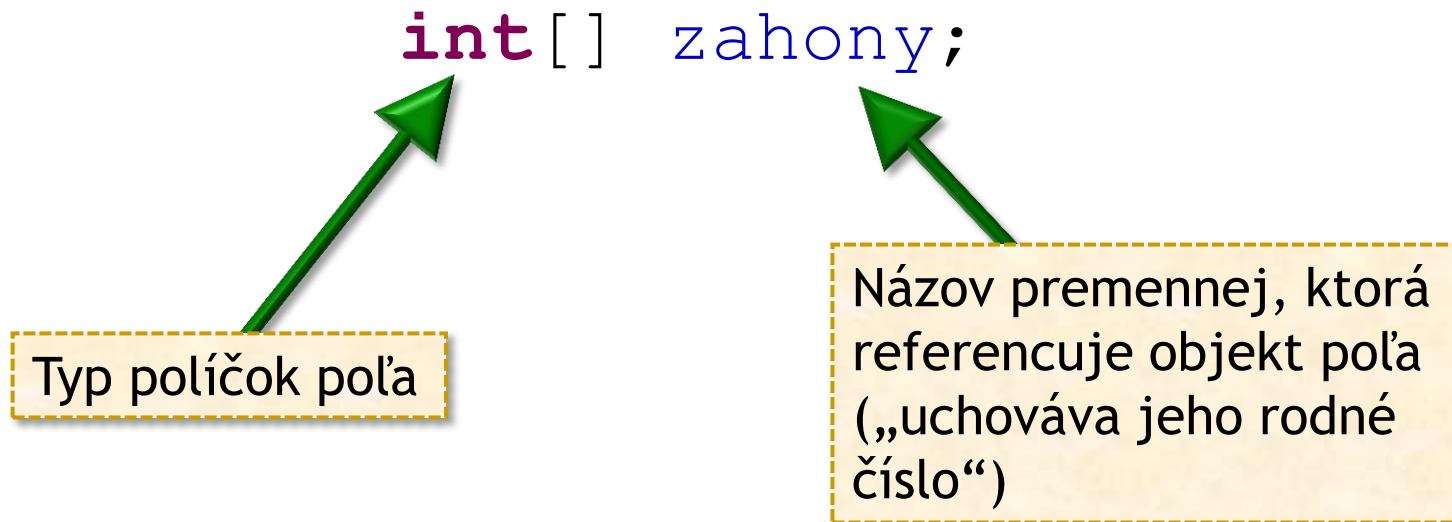 int[] zahony;
Typ políčok poľa
Názov premennej, ktorá
referencuje objekt poľa
(„uchováva jeho rodné
číslo“)